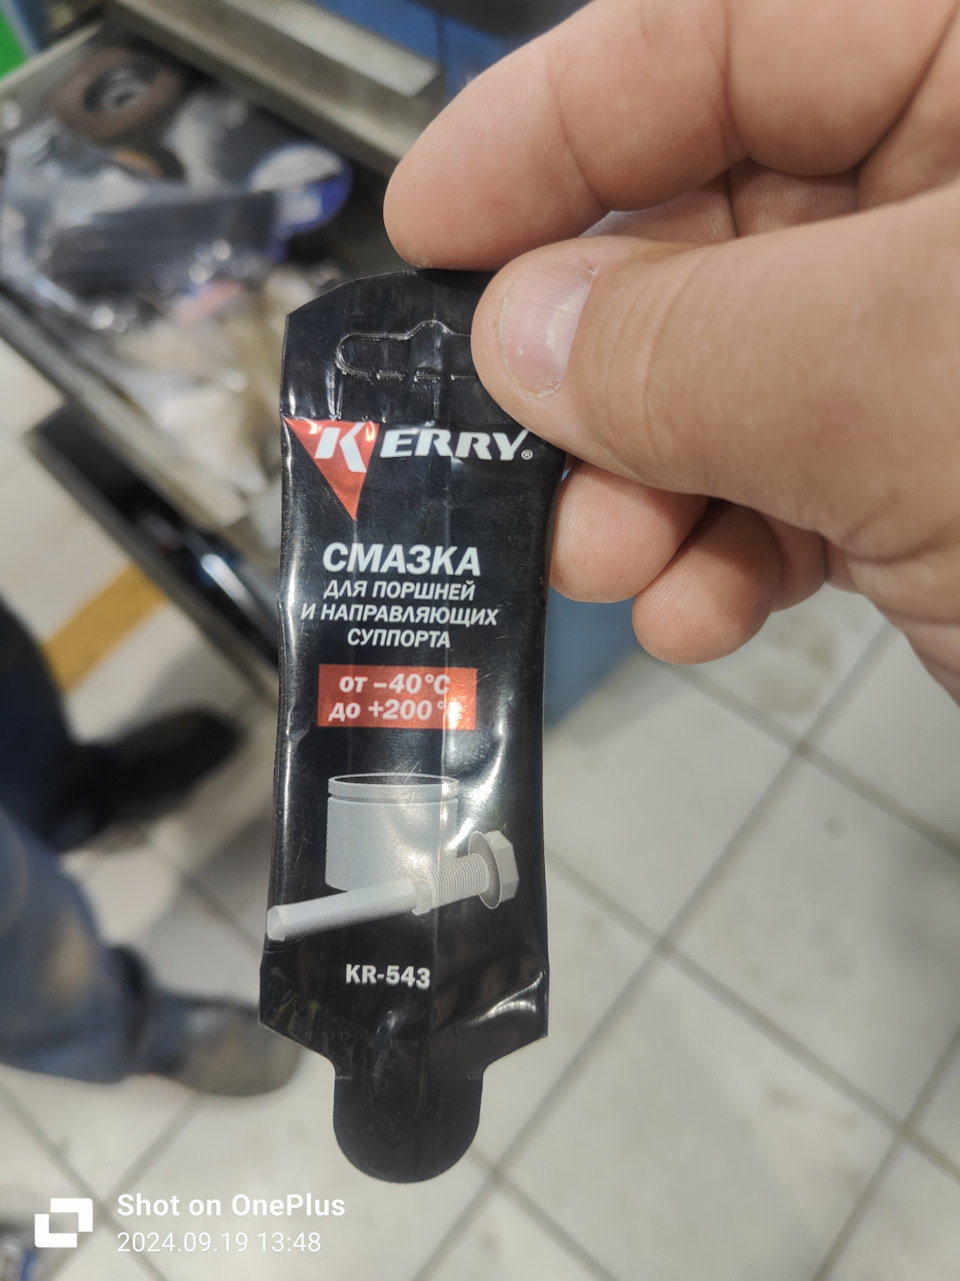 KERRY®
СМАЗКА
ДЛЯ ПОРШНЕЙ
И НАПРАВЛЯЮЩИХ
СУППОРТА
от –40°С
до +200°
KR-543
Shot on OnePlus
2024.09.19 13:48